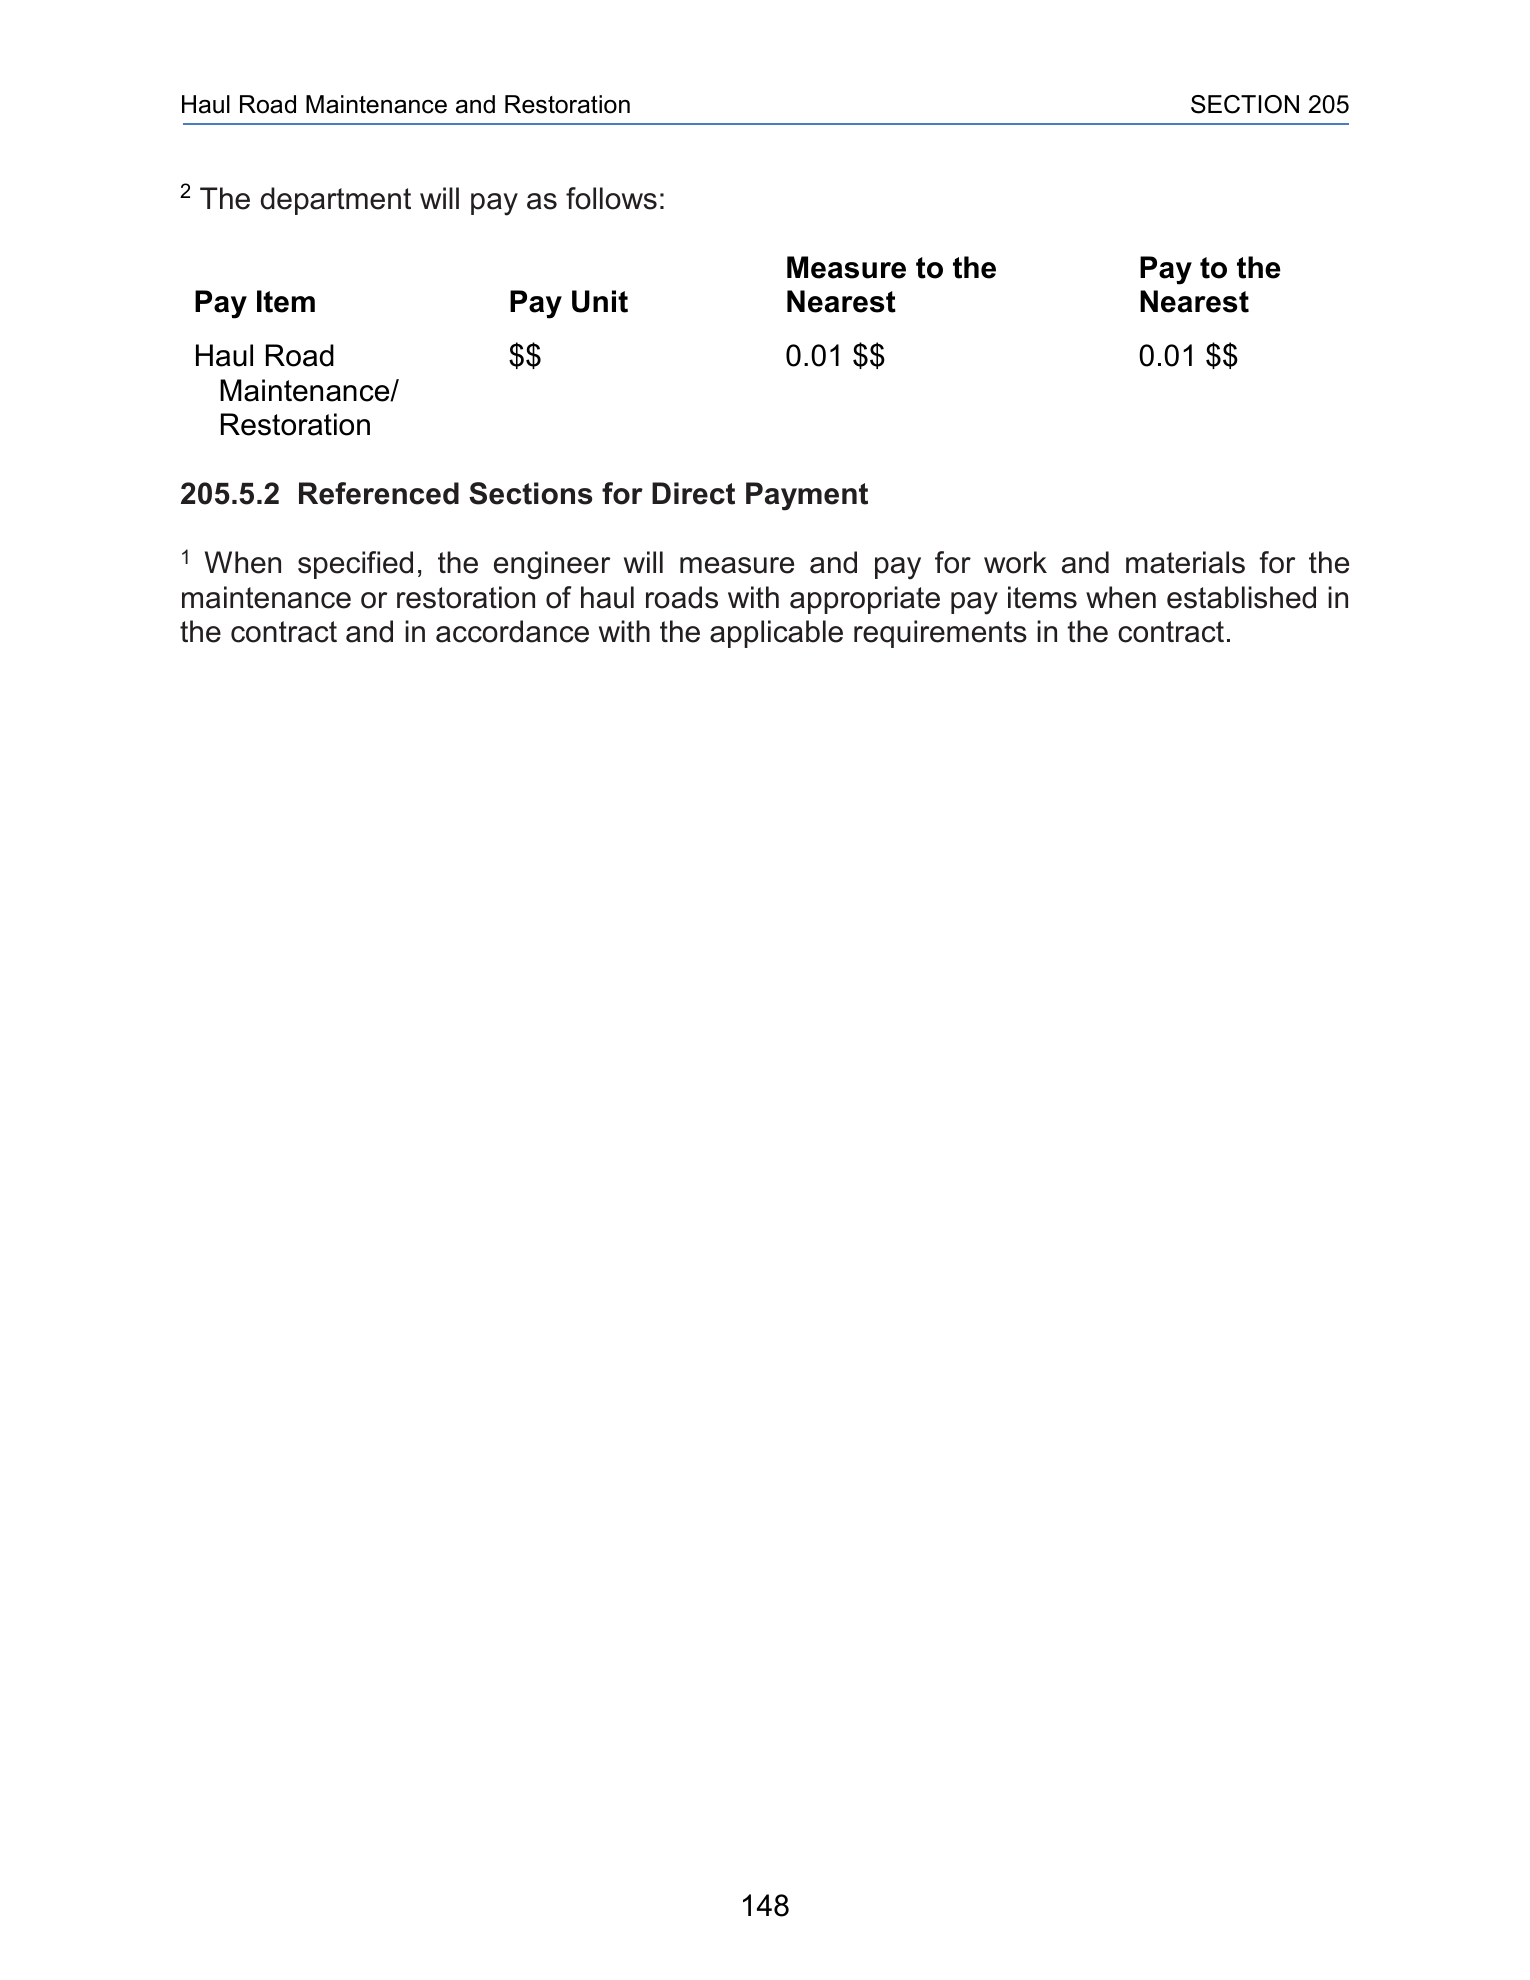 Haul Road Maintenance and Restoration SECTION 205
2 The department will pay as follows:
Measure to the Pay to the
Pay Item Pay Unit Nearest Nearest
Haul Road $$ 0.01 $$ 0.01 $$
Maintenance/
Restoration
205.5.2 Referenced Sections for Direct Payment
1 When specified, the engineer will measure and pay for work and materials for the
maintenance or restoration of haul roads with appropriate pay items when established in
the contract and in accordance with the applicable requirements in the contract.
148